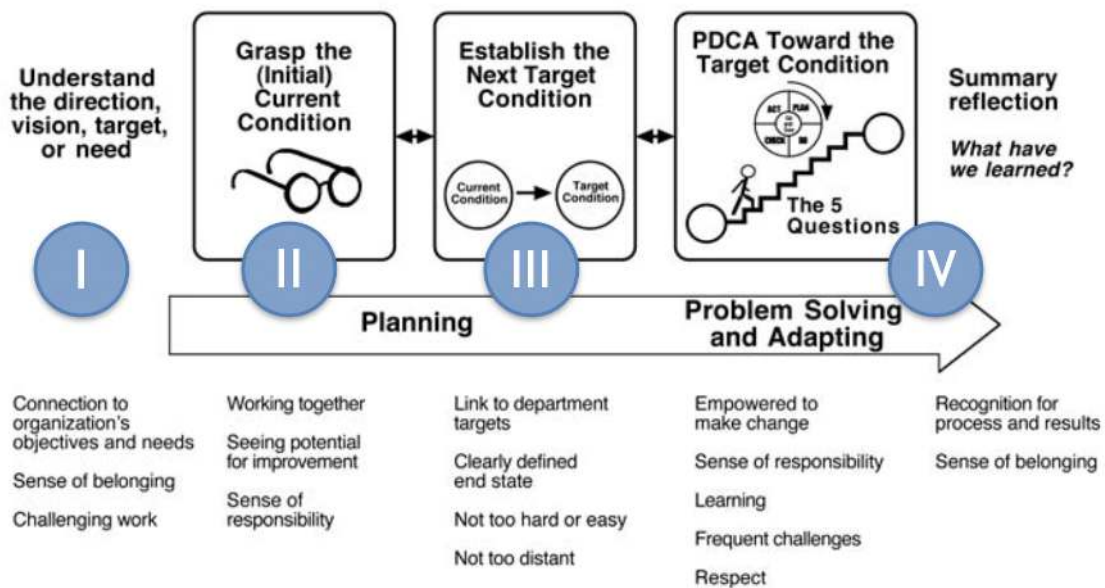 Understand
the direction,
vision, target,
or need
Grasp the
(Initial)
Current
Condition
Establish the
Next Target
Condition
Current
Condition
Target
Condition
PDCA Toward the
Target Condition
ACT
PLAN
CHECK
DO
The 5
Questions
Summary
reflection
What have
we learned?
I
II
III
IV
Planning
Problem Solving
and Adapting
Connection to
organization's
objectives and needs
Sense of belonging
Challenging work
Working together
Seeing potential
for improvement
Sense of
responsibility
Link to department
targets
Clearly defined
end state
Not too hard or easy
Not too distant
Empowered to
make change
Sense of responsibility
Learning
Frequent challenges
Respect
Recognition for
process and results
Sense of belonging